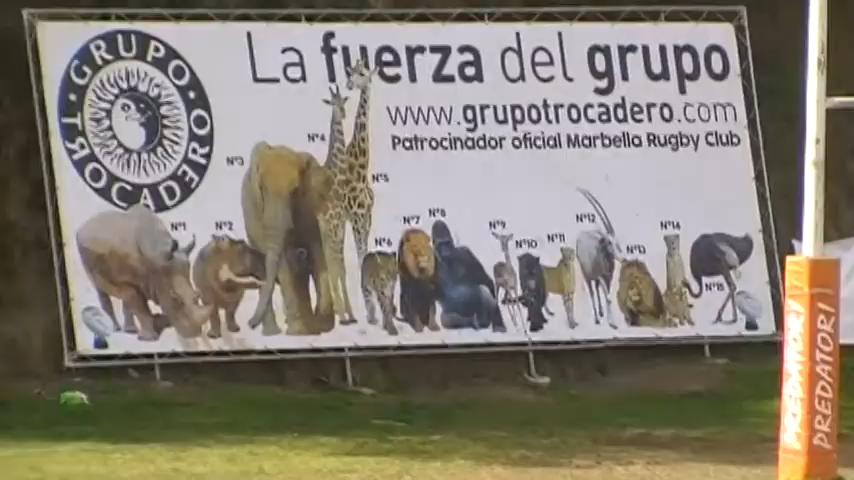 GRUPO · TROCADERO ·
La fuerza del grupo
www.grupotrocadero.com
Patrocinador oficial Marbella Rugby Club
Nº1
Nº2
Nº3
Nº4
Nº5
Nº6
Nº7
Nº8
Nº9
Nº10
Nº11
Nº12
Nº13
Nº14
Nº15
PREDATORI
PREDATORI